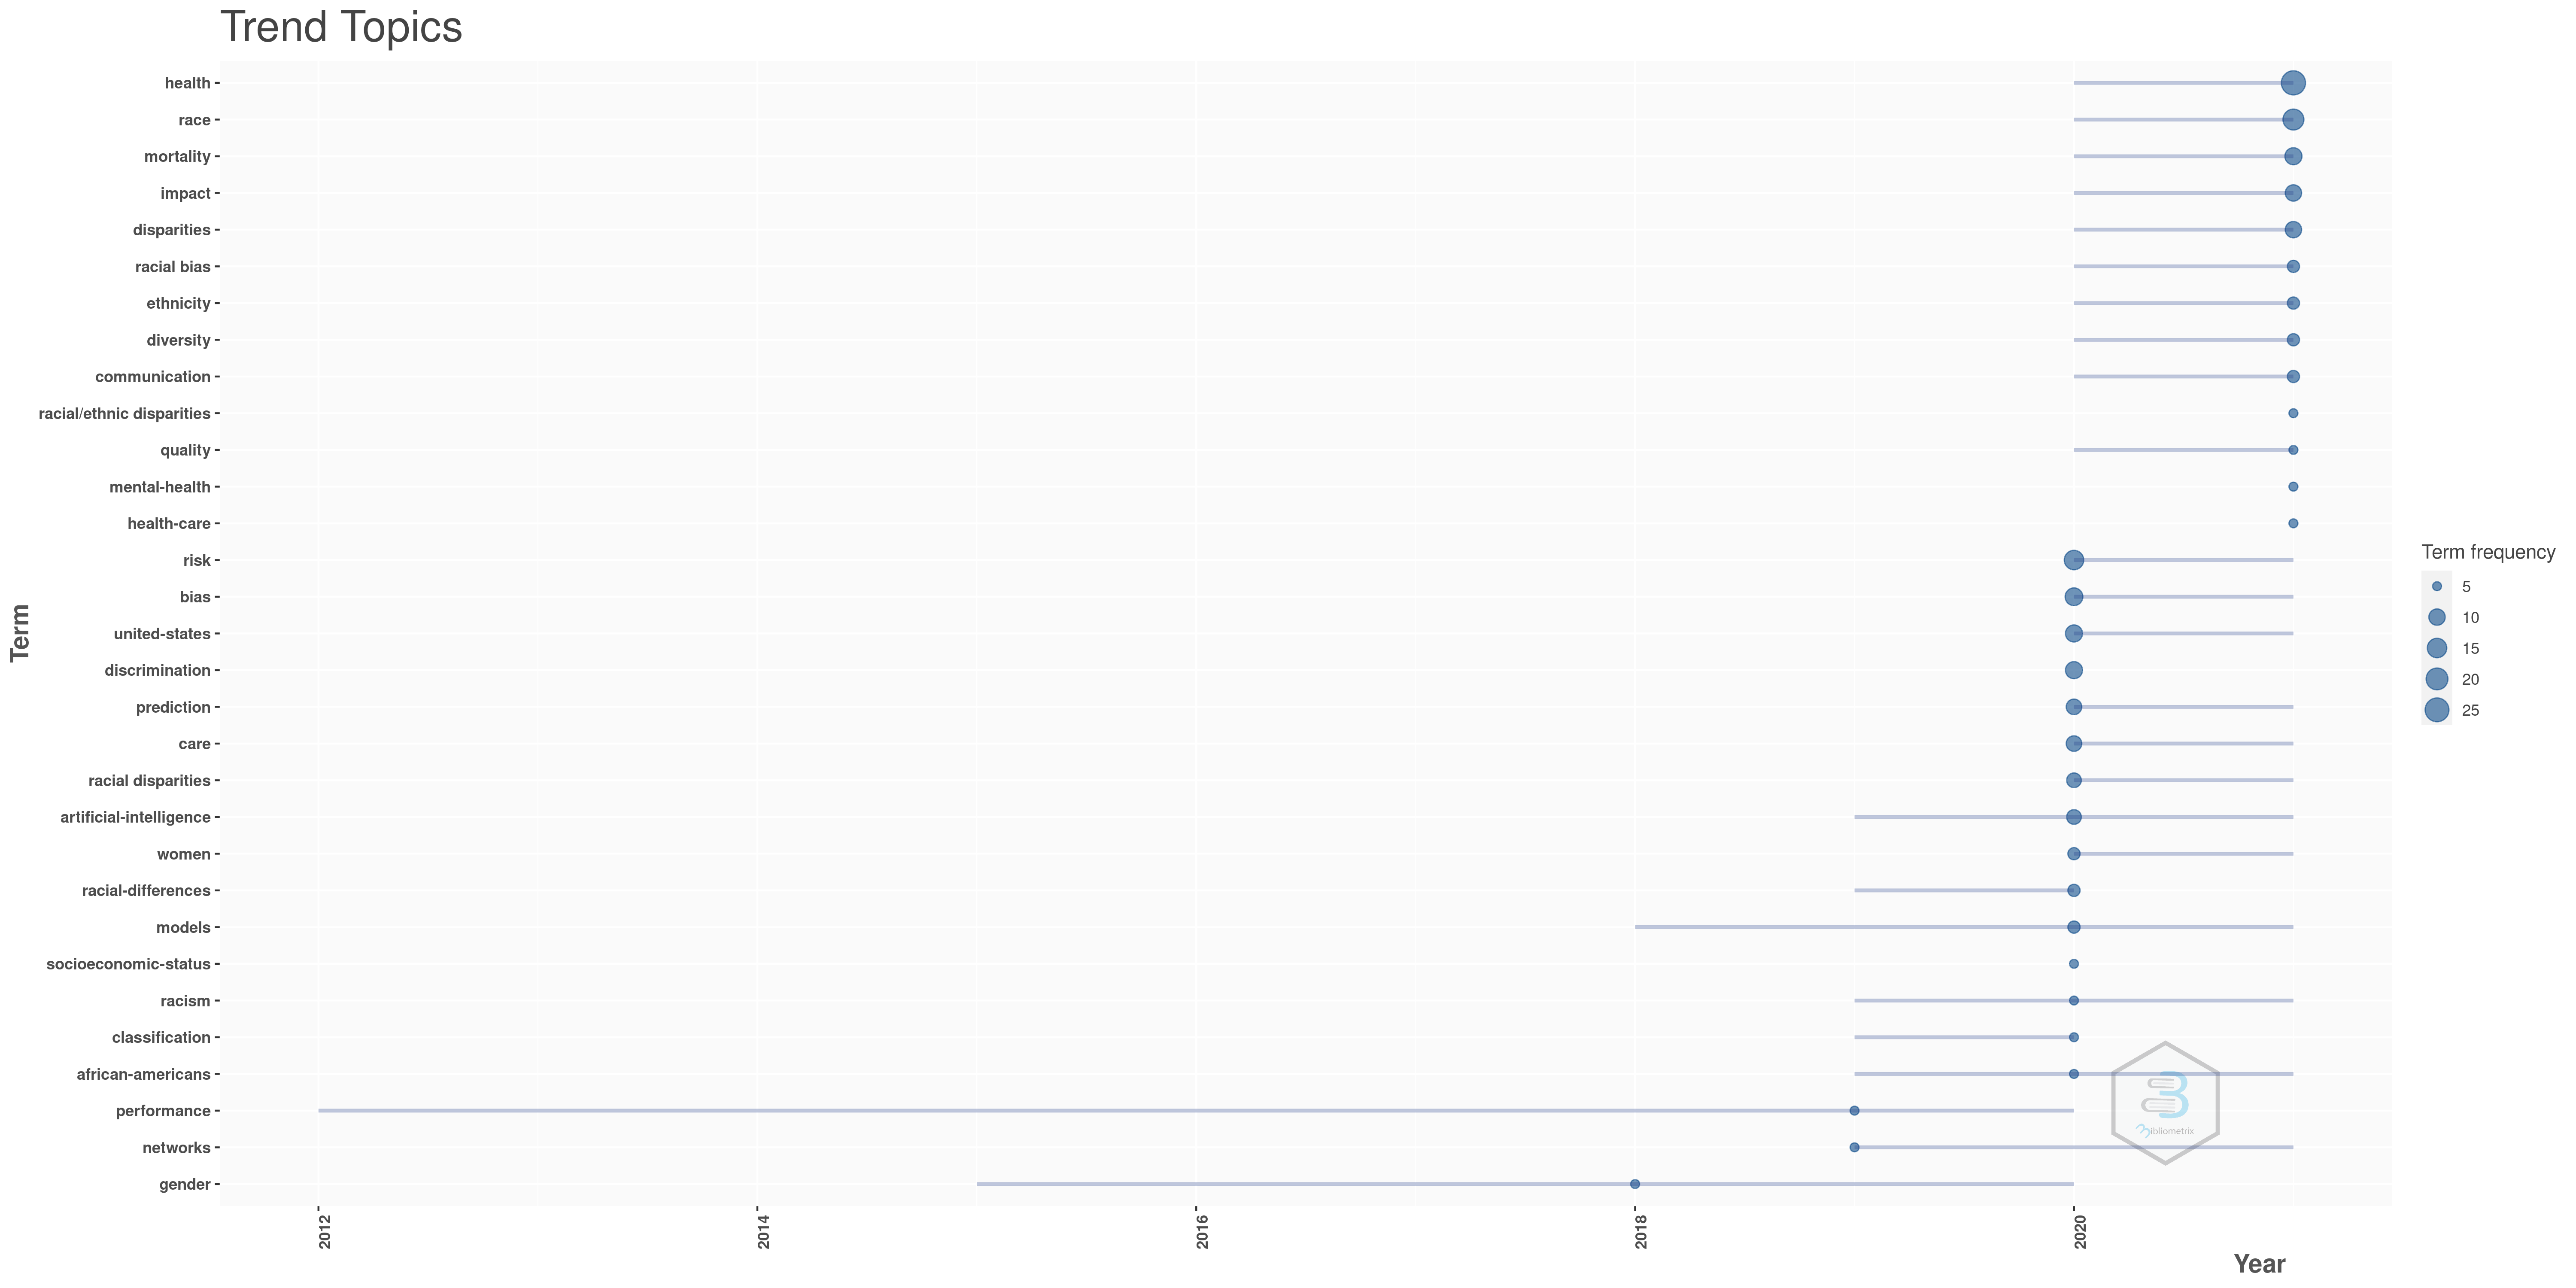 Trend Topics
health
race
mortality
impact
disparities
racial bias
ethnicity
diversity
communication
racial/ethnic disparities
quality
mental-health
health-care
risk
bias
united-states
discrimination
prediction
care
racial disparities
artificial-intelligence
women
racial-differences
models
socioeconomic-status
racism
classification
african-americans
performance
networks
gender
Term
2012
2014
2016
2018
2020
Year
Term frequency
5
10
15
20
25
bibliometrix